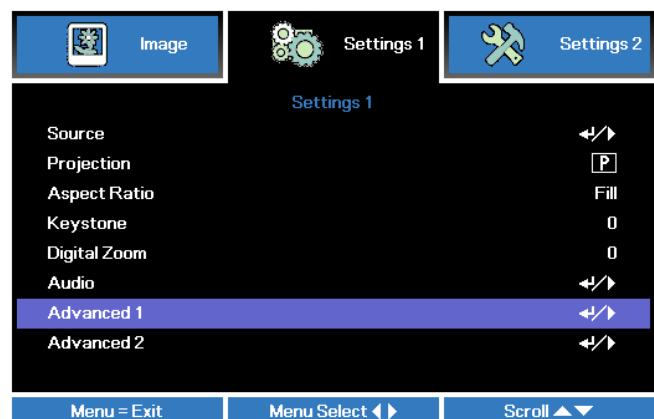 Image Settings 1 Settings 2
Settings 1
Source ↵/▶
Projection P
Aspect Ratio Fill
Keystone 0
Digital Zoom 0
Audio ↵/▶
Advanced 1 ↵/▶
Advanced 2 ↵/▶
Menu = Exit Menu Select ◀▶ Scroll ▲▼